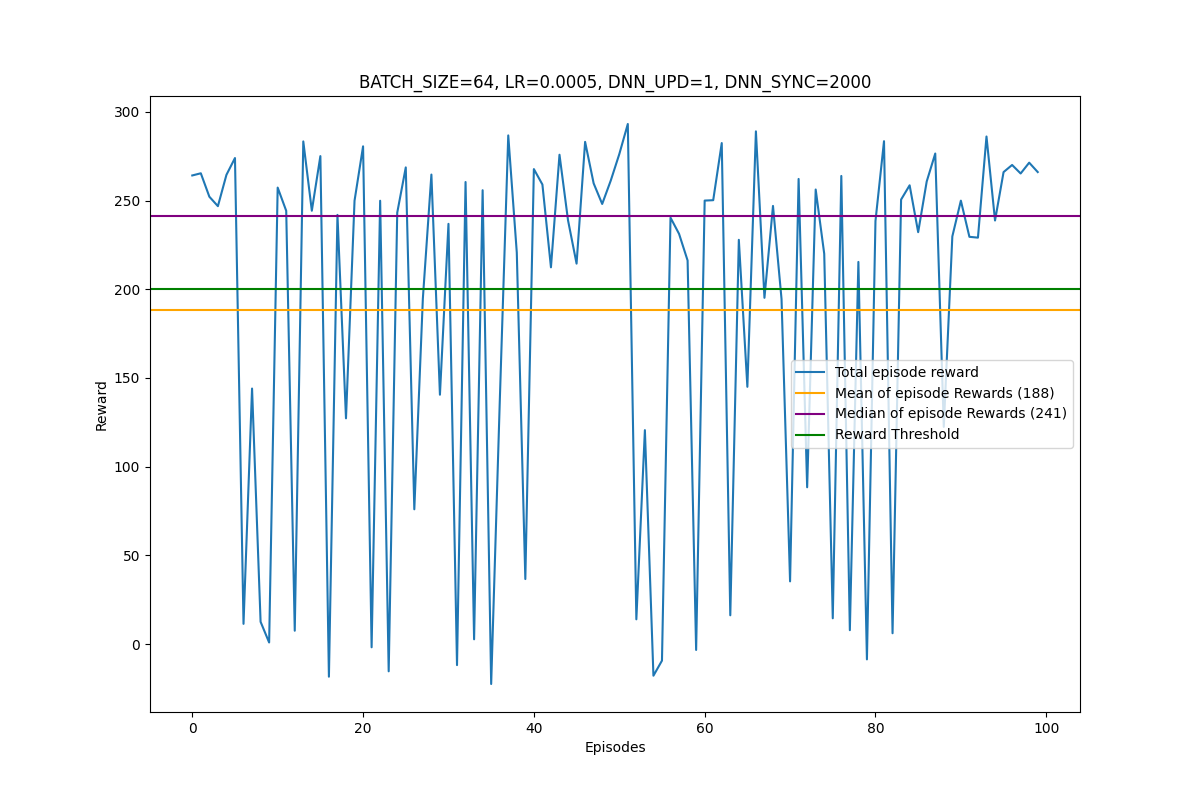 BATCH_SIZE=64, LR=0.0005, DNN_UPD=1, DNN_SYNC=2000
300
250
200
150
100
50
0
Reward
Total episode reward
Mean of episode Rewards (188)
Median of episode Rewards (241)
Reward Threshold
0 20 40 60 80 100
Episodes